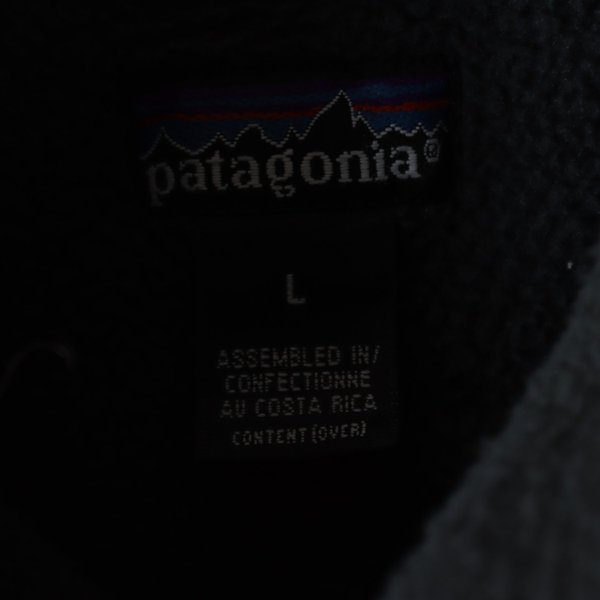 patagonia®
L
ASSEMBLED IN/
CONFECTIONNE
AU COSTA RICA
CONTENT (OVER)